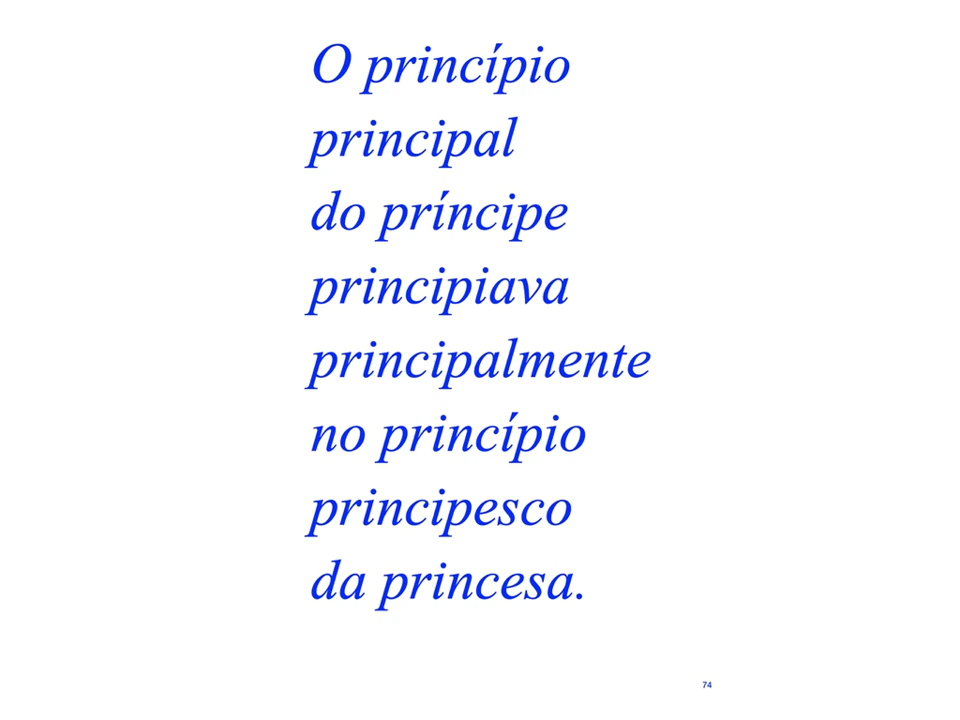 O princípio
principal
do príncipe
principiava
principalmente
no princípio
principesco
da princesa.
74